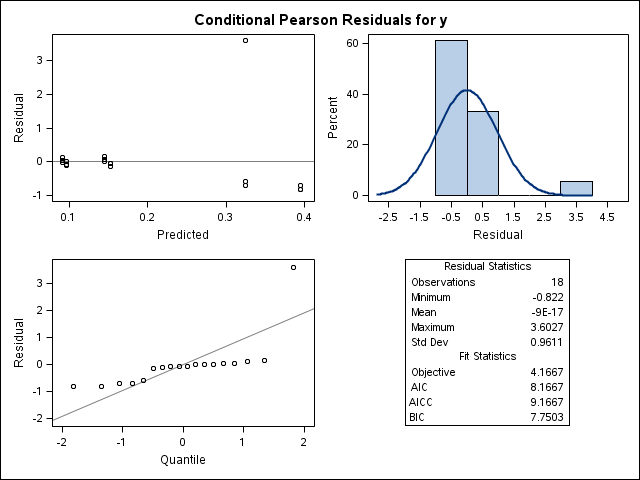 Conditional Pearson Residuals for y
Residual
3
2
1
0
-1
0.1 0.2 0.3 0.4
Predicted
Percent
60
40
20
0
-2.5 -1.5 -0.5 0.5 1.5 2.5 3.5 4.5
Residual
Residual
3
2
1
0
-1
-2
-2 -1 0 1 2
Quantile
Residual Statistics
Observations 18
Minimum -0.822
Mean -9E-17
Maximum 3.6027
Std Dev 0.9611
Fit Statistics
Objective 4.1667
AIC 8.1667
AICC 9.1667
BIC 7.7503